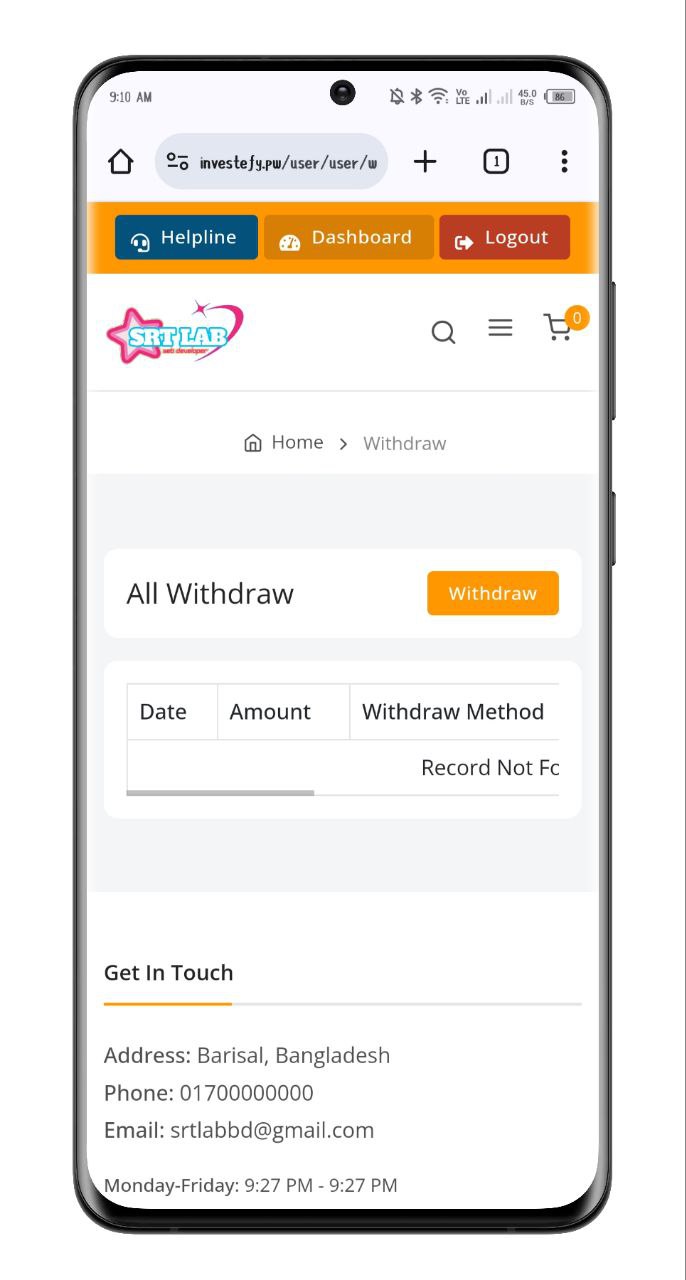 9:10 AM
Vo LTE 45.0 B/S 86
investefy.pw/user/user/w 1
Helpline Dashboard Logout
SRT LAB
web developer
0
Home > Withdraw
All Withdraw Withdraw
Date Amount Withdraw Method
Record Not Fo
Get In Touch
Address: Barisal, Bangladesh
Phone: 01700000000
Email: srtlabbd@gmail.com
Monday-Friday: 9:27 PM - 9:27 PM